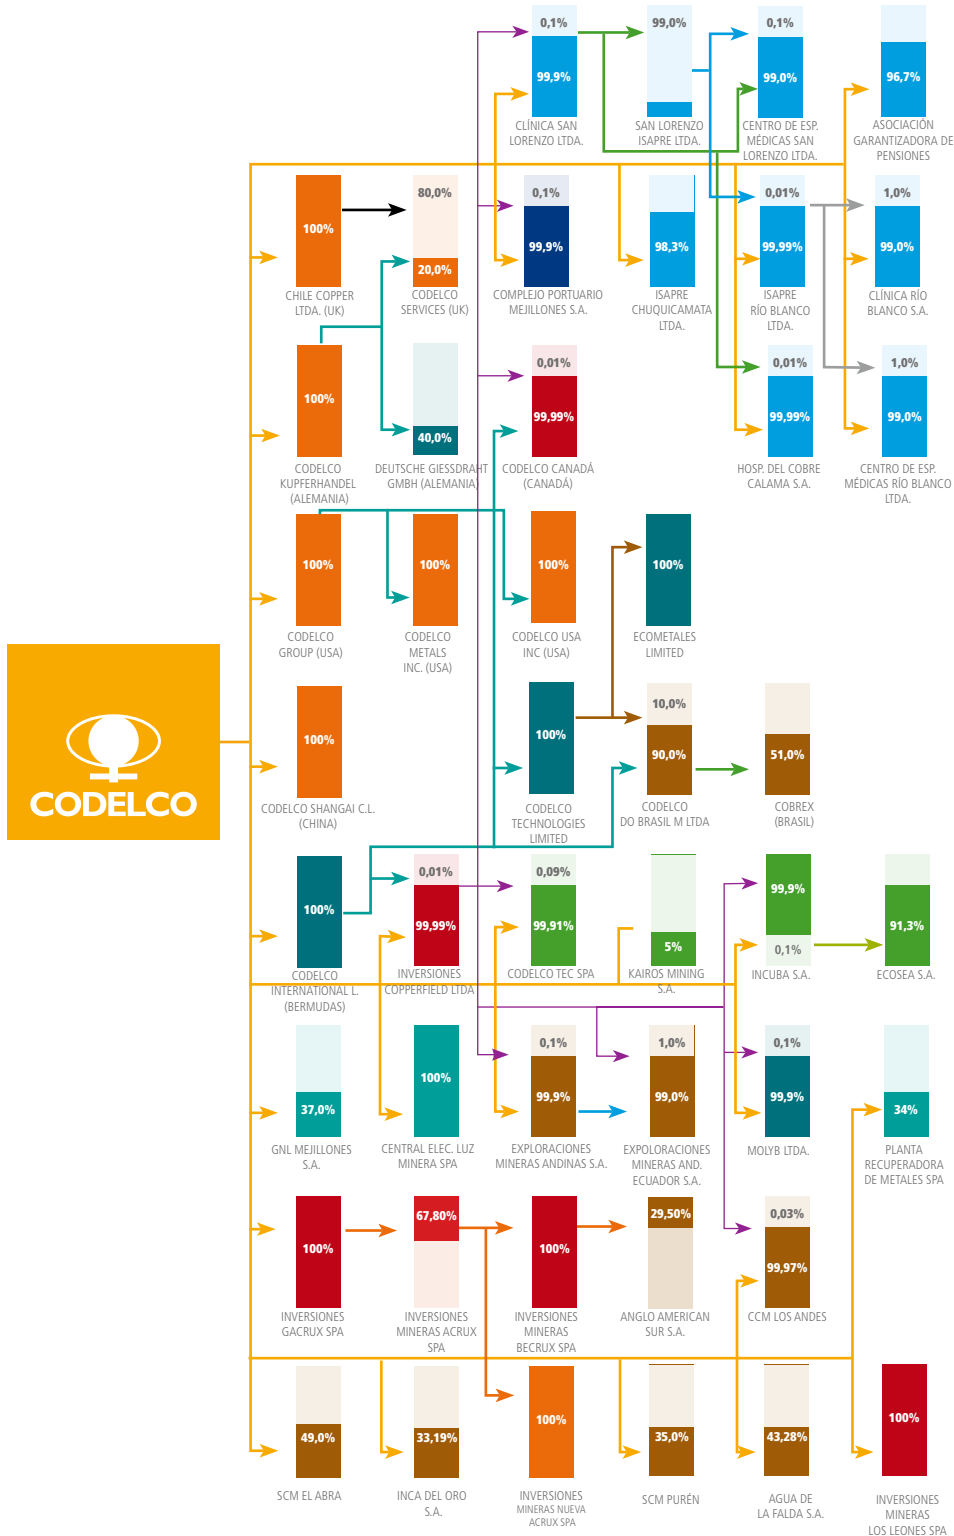 0,1%
99,9%
CLÍNICA SAN
LORENZO LTDA.
99,0%
SAN LORENZO
ISAPRE LTDA.
0,1%
99,0%
CENTRO DE ESP.
MÉDICAS SAN
LORENZO LTDA.
96,7%
ASOCIACIÓN
GARANTIZADORA DE
PENSIONES
100%
CHILE COPPER
LTDA. (UK)
80,0%
20,0%
CODELCO
SERVICES (UK)
0,1%
99,9%
COMPLEJO PORTUARIO
MEJILLONES S.A.
98,3%
ISAPRE
CHUQUICAMATA
LTDA.
0,01%
99,99%
ISAPRE
RÍO BLANCO
LTDA.
1,0%
99,0%
CLÍNICA RÍO
BLANCO S.A.
100%
CODELCO
KUPFERHANDEL
(ALEMANIA)
40,0%
DEUTSCHE GIESSDRAHT
GMBH (ALEMANIA)
0,01%
99,99%
CODELCO CANADÁ
(CANADÁ)
0,01%
99,99%
HOSP. DEL COBRE
CALAMA S.A.
1,0%
99,0%
CENTRO DE ESP.
MÉDICAS RÍO BLANCO
LTDA.
100%
CODELCO
GROUP (USA)
100%
CODELCO
METALS
INC. (USA)
100%
CODELCO USA
INC (USA)
100%
ECOMETALES
LIMITED
CODELCO
100%
CODELCO SHANGAI C.L.
(CHINA)
100%
CODELCO
TECHNOLOGIES
LIMITED
10,0%
90,0%
CODELCO
DO BRASIL M LTDA
51,0%
COBREX
(BRASIL)
100%
CODELCO
INTERNATIONAL L.
(BERMUDAS)
0,01%
99,99%
INVERSIONES
COPPERFIELD LTDA
0,09%
99,91%
CODELCO TEC SPA
5%
KAIROS MINING
S.A.
99,9%
0,1%
INCUBA S.A.
91,3%
ECOSEA S.A.
37,0%
GNL MEJILLONES
S.A.
100%
CENTRAL ELEC. LUZ
MINERA SPA
0,1%
99,9%
EXPLORACIONES
MINERAS ANDINAS S.A.
1,0%
99,0%
EXPOLORACIONES
MINERAS AND.
ECUADOR S.A.
0,1%
99,9%
MOLYB LTDA.
34%
PLANTA
RECUPERADORA
DE METALES SPA
100%
INVERSIONES
GACRUX SPA
67,80%
INVERSIONES
MINERAS ACRUX
SPA
100%
INVERSIONES
MINERAS
BECRUX SPA
29,50%
ANGLO AMERICAN
SUR S.A.
0,03%
99,97%
CCM LOS ANDES
49,0%
SCM EL ABRA
33,19%
INCA DEL ORO
S.A.
100%
INVERSIONES
MINERAS NUEVA
ACRUX SPA
35,0%
SCM PURÉN
43,28%
AGUA DE
LA FALDA S.A.
100%
INVERSIONES
MINERAS
LOS LEONES SPA